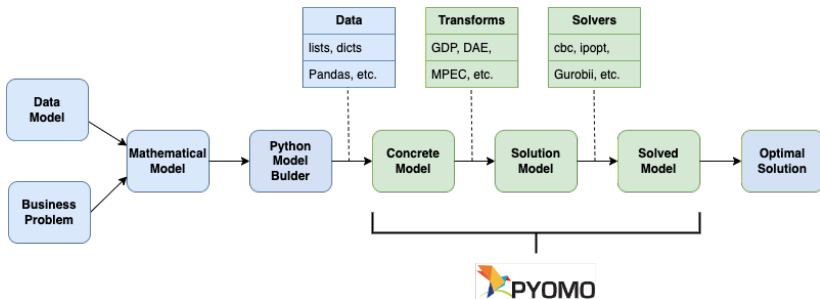 Data
lists, dicts
Pandas, etc.
Transforms
GDP, DAE,
MPEC, etc.
Solvers
cbc, ipopt,
Gurobii, etc.
Data
Model
Business
Problem
Mathematical
Model
Python
Model
Bulder
Concrete
Model
Solution
Model
Solved
Model
Optimal
Solution
PYOMO